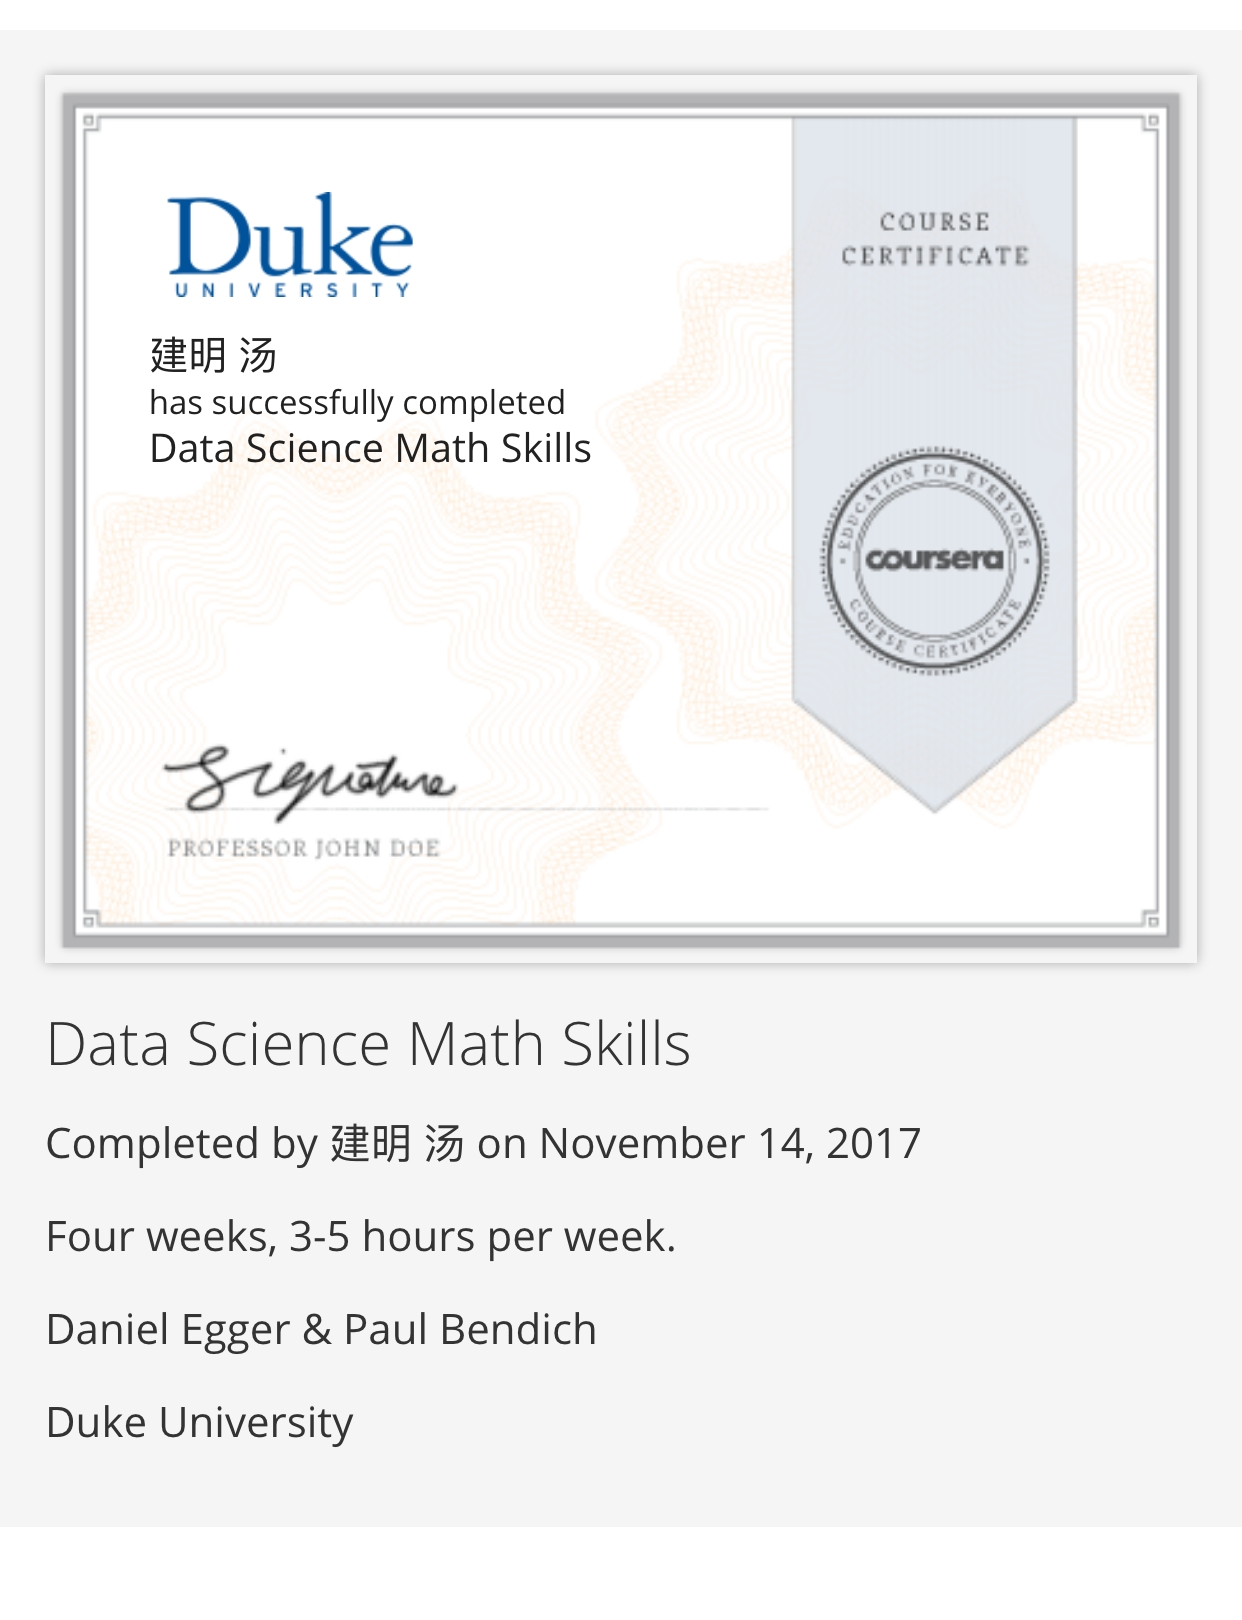 Duke
UNIVERSITY
建明 汤
has successfully completed
Data Science Math Skills
COURSE
CERTIFICATE
EDUCATION FOR EVERYONE
coursera
COURSE CERTIFICATE
Signature
PROFESSOR JOHN DOE
Data Science Math Skills
Completed by 建明 汤 on November 14, 2017
Four weeks, 3-5 hours per week.
Daniel Egger & Paul Bendich
Duke University